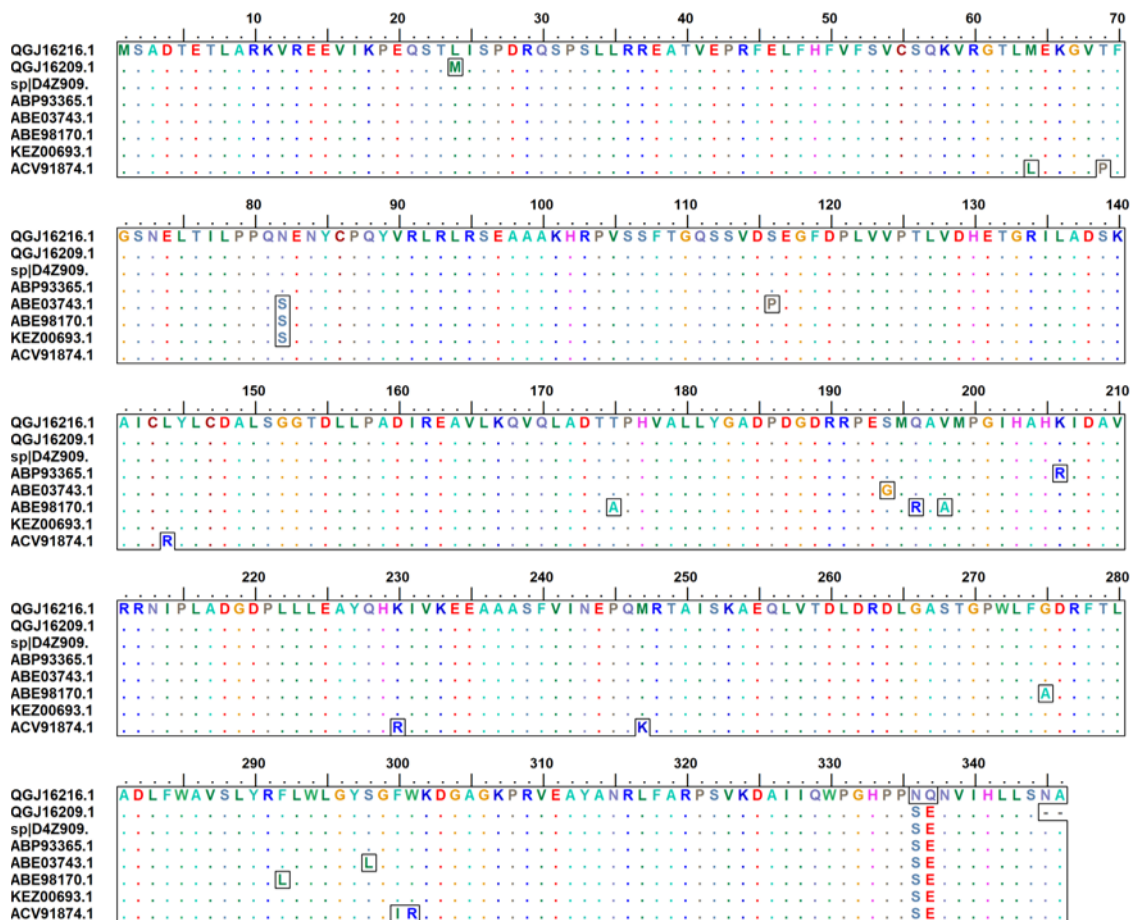 10 20 30 40 50 60 70
QGJ16216.1 MSADTETLARKVREEVIKPEQSTLISPDRQSPSLLRREATVEPRFELFHFVFSVCSQKVRGTLMEKGVTF
QGJ16209.1 M
sp|D4Z909.
ABP93365.1
ABE03743.1
ABE98170.1
KEZ00693.1
ACV91874.1 L P
80 90 100 110 120 130 140
QGJ16216.1 GSNELTILPPQNENYCPQYVRLRLRSEAAAKHRPVSSFTGQSSVDSEGFDPLVVPTLVDHETGRILADSK
QGJ16209.1
sp|D4Z909.
ABP93365.1
ABE03743.1 S P
ABE98170.1 S
KEZ00693.1 S
ACV91874.1
150 160 170 180 190 200 210
QGJ16216.1 AICLYLCDALSGGTDLLPADIREAVLKQVQLADTTPHVALLYGADPDGDRRPESMQAVMPGIHAHKIDAV
QGJ16209.1
sp|D4Z909.
ABP93365.1 R
ABE03743.1 G
ABE98170.1 A R A
KEZ00693.1
ACV91874.1 R
220 230 240 250 260 270 280
QGJ16216.1 RRNIPLADGDPLLLEAYQHKIVKEEAAASFVINEPQMRTAISKAEQLVTDLDRDLGASTGPWLFGDRFTL
QGJ16209.1
sp|D4Z909.
ABP93365.1
ABE03743.1
ABE98170.1 A
KEZ00693.1
ACV91874.1 R K
290 300 310 320 330 340
QGJ16216.1 ADLFWAVSLYRFLWLGYSGFWKDGAGKPRVEAYANRLFARPSVKDAIIQWPGHPPNQNVIHLLSNA
QGJ16209.1 SE --
sp|D4Z909. SE
ABP93365.1 SE
ABE03743.1 L SE
ABE98170.1 L SE
KEZ00693.1 SE
ACV91874.1 IR SE